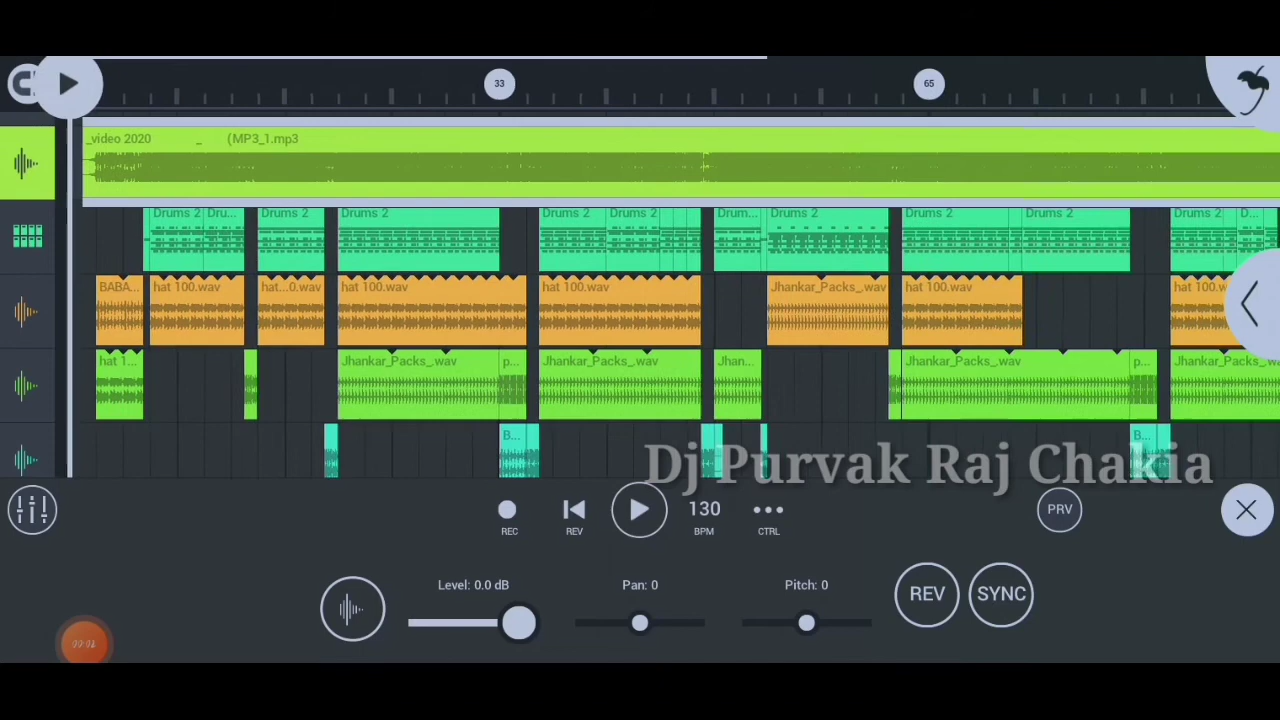 33
65
_video 2020 _ (MP3_1.mp3
Drums 2 Dru... Drums 2 Drums 2 Drums 2 Drums 2 Drum... Drums 2 Drums 2 Drums 2 Drums 2 D...
BABA... hat 100.wav hat...0.wav hat 100.wav hat 100.wav Jhankar_Packs_.wav hat 100.wav hat 100.w
hat 1... Jhankar_Packs_.wav p... Jhankar_Packs_.wav Jhan... Jhankar_Packs_.wav p... Jhankar_Packs_.wav
B... B...
Dj Purvak Raj Chakia
130
PRV
REC REV BPM CTRL
Level: 0.0 dB Pan: 0 Pitch: 0
REV SYNC